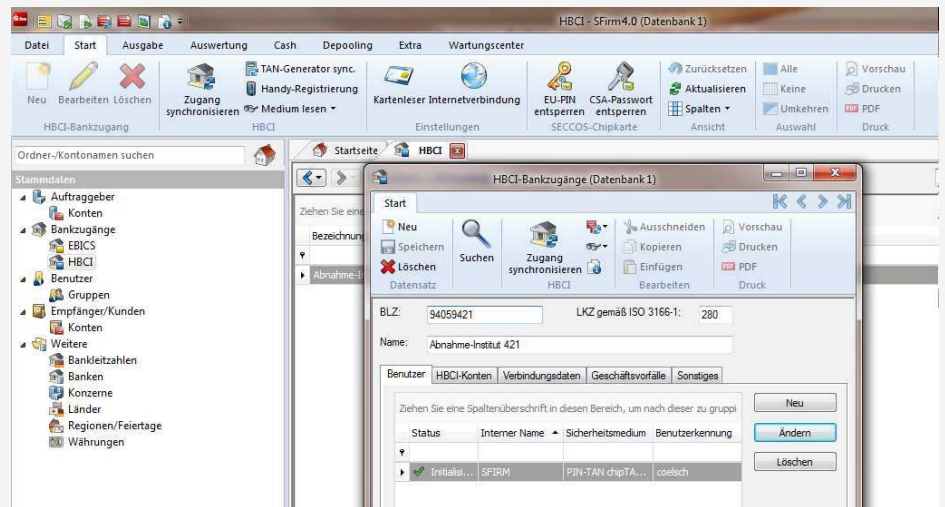 HBCI - SFirm4.0 (Datenbank 1)
Datei Start Ausgabe Auswertung Cash Depooling Extra Wartungscenter
Neu Bearbeiten Löschen
HBCI-Bankzugang
Zugang synchronisieren
TAN-Generator sync.
Handy-Registrierung
Medium lesen
HBCI
Kartenleser Internetverbindung
Einstellungen
EU-PIN entsperren
CSA-Passwort entsperren
SECCOS-Chipkarte
Zurücksetzen
Aktualisieren
Spalten
Ansicht
Alle
Keine
Umkehren
Auswahl
Vorschau
Drucken
PDF
Druck
Ordner-/Kontonamen suchen
Stammdaten
Auftraggeber
Konten
Bankzugänge
EBICS
HBCI
Benutzer
Gruppen
Empfänger/Kunden
Konten
Weitere
Bankleitzahlen
Banken
Konzerne
Länder
Regionen/Feiertage
Währungen
Startseite HBCI
Ziehen Sie eine
Bezeichnung
Abnahme-I
HBCI-Bankzugänge (Datenbank 1)
Start
Neu
Speichern
Löschen
Datensatz
Suchen
Zugang synchronisieren
HBCI
Ausschneiden
Kopieren
Einfügen
Bearbeiten
Vorschau
Drucken
PDF
Druck
BLZ: 94059421 LKZ gemäß ISO 3166-1: 280
Name: Abnahme-Institut 421
Benutzer HBCI-Konten Verbindungsdaten Geschäftsvorfälle Sonstiges
Ziehen Sie eine Spaltenüberschrift in diesen Bereich, um nach dieser zu gruppi
Status Interner Name Sicherheitsmedium Benutzerkennung
Initialisi... SFIRM PIN-TAN chipTA... coelsch
Neu
Ändern
Löschen